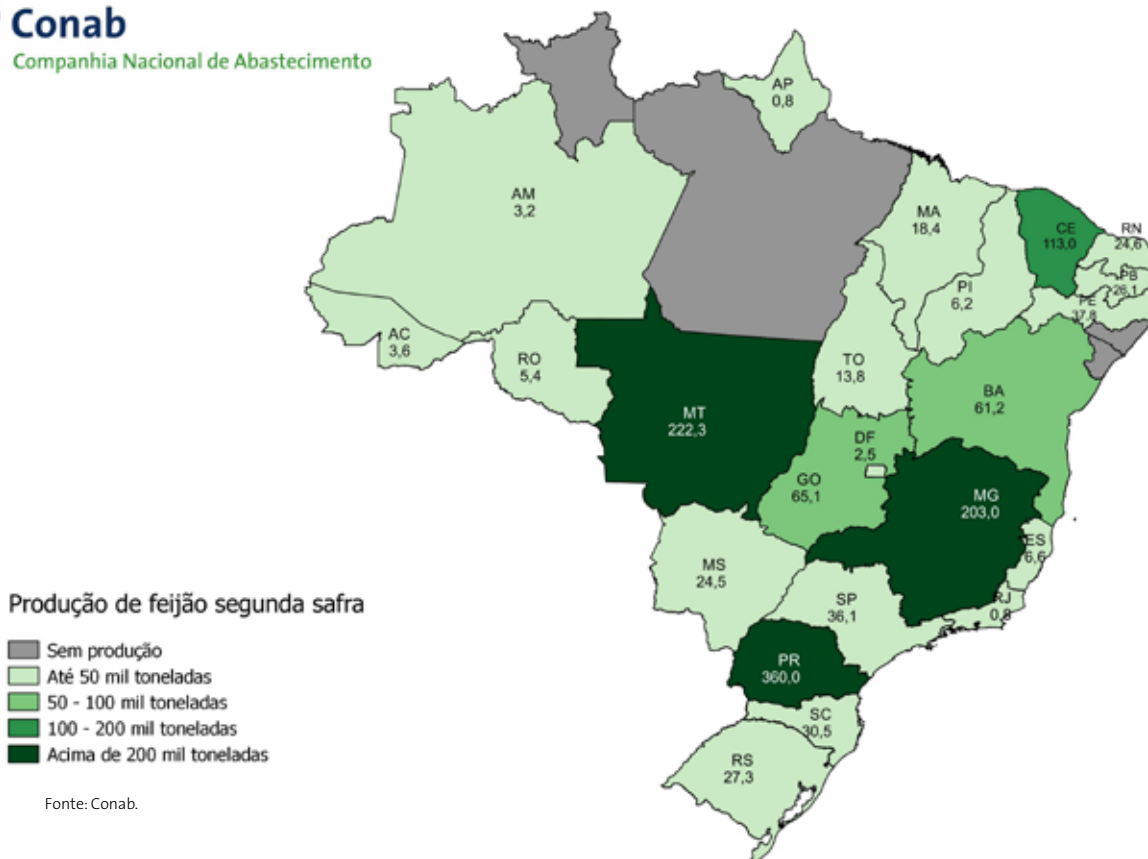 Conab
Companhia Nacional de Abastecimento
AP
0,8
AM
3,2
MA
18,4
CE
113,0
RN
24,6
PB
26,1
PI
6,2
PE
37,8
AC
3,6
RO
5,4
TO
13,8
BA
61,2
MT
222,3
DF
2,5
GO
65,1
MG
203,0
ES
6,6
MS
24,5
SP
36,1
RJ
0,8
PR
360,0
SC
30,5
RS
27,3
Produção de feijão segunda safra
Sem produção
Até 50 mil toneladas
50 - 100 mil toneladas
100 - 200 mil toneladas
Acima de 200 mil toneladas
Fonte: Conab.